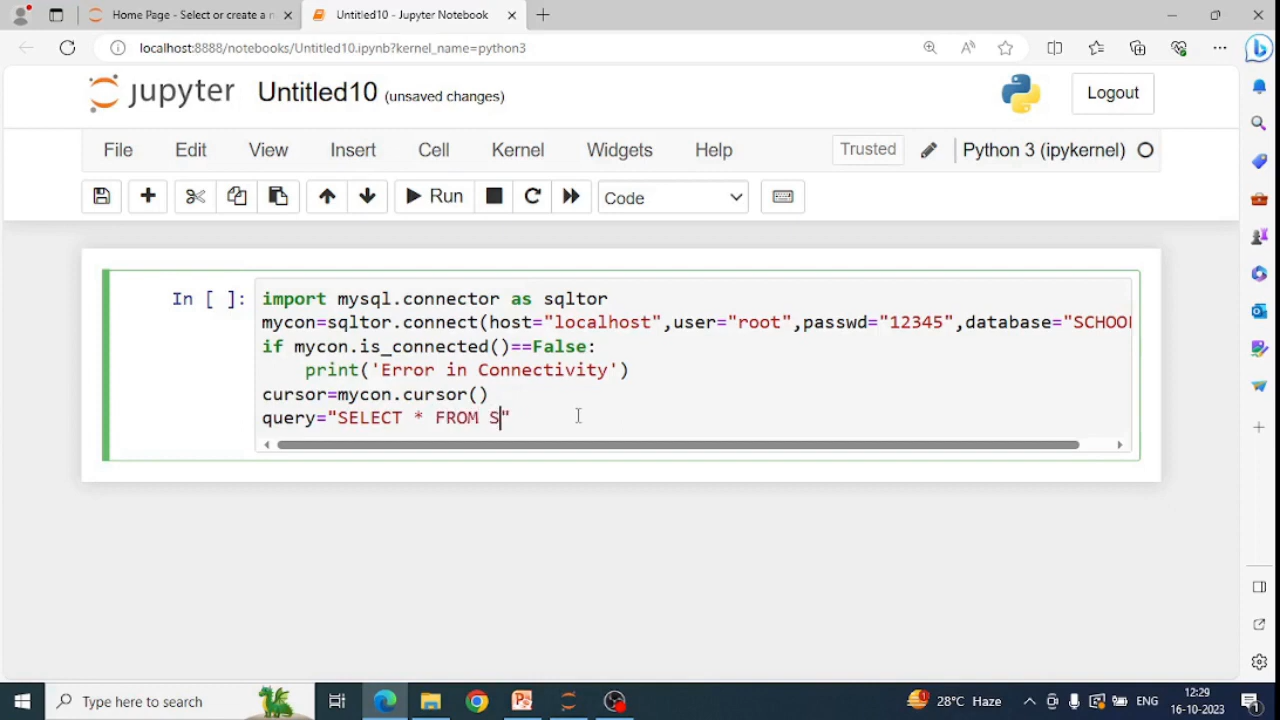 Home Page - Select or create a n
Untitled10 - Jupyter Notebook
localhost:8888/notebooks/Untitled10.ipynb?kernel_name=python3
jupyter Untitled10 (unsaved changes)
Logout
File Edit View Insert Cell Kernel Widgets Help
Trusted
Python 3 (ipykernel)
Run
Code
In [ ]:
import mysql.connector as sqltor
mycon=sqltor.connect(host="localhost",user="root",passwd="12345",database="SCHOOL
if mycon.is_connected()==False:
    print('Error in Connectivity')
cursor=mycon.cursor()
query="SELECT * FROM S"
Type here to search
28°C Haze
ENG
12:29
16-10-2023